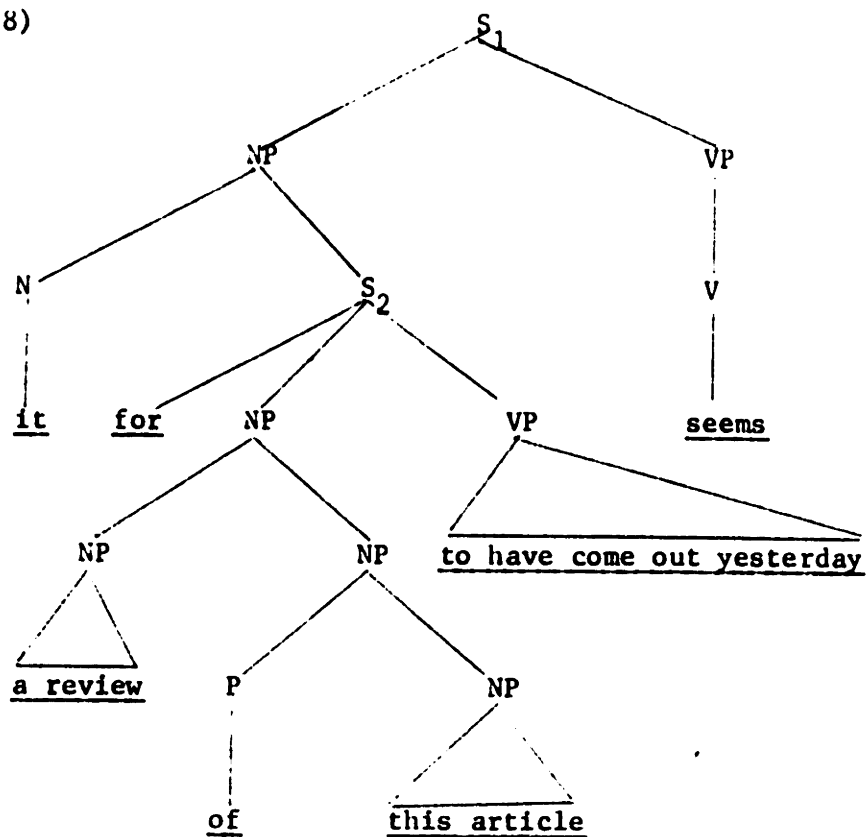 8)
S1
NP VP
N S2 V
it for NP VP seems
NP NP to have come out yesterday
a review P NP
of this article